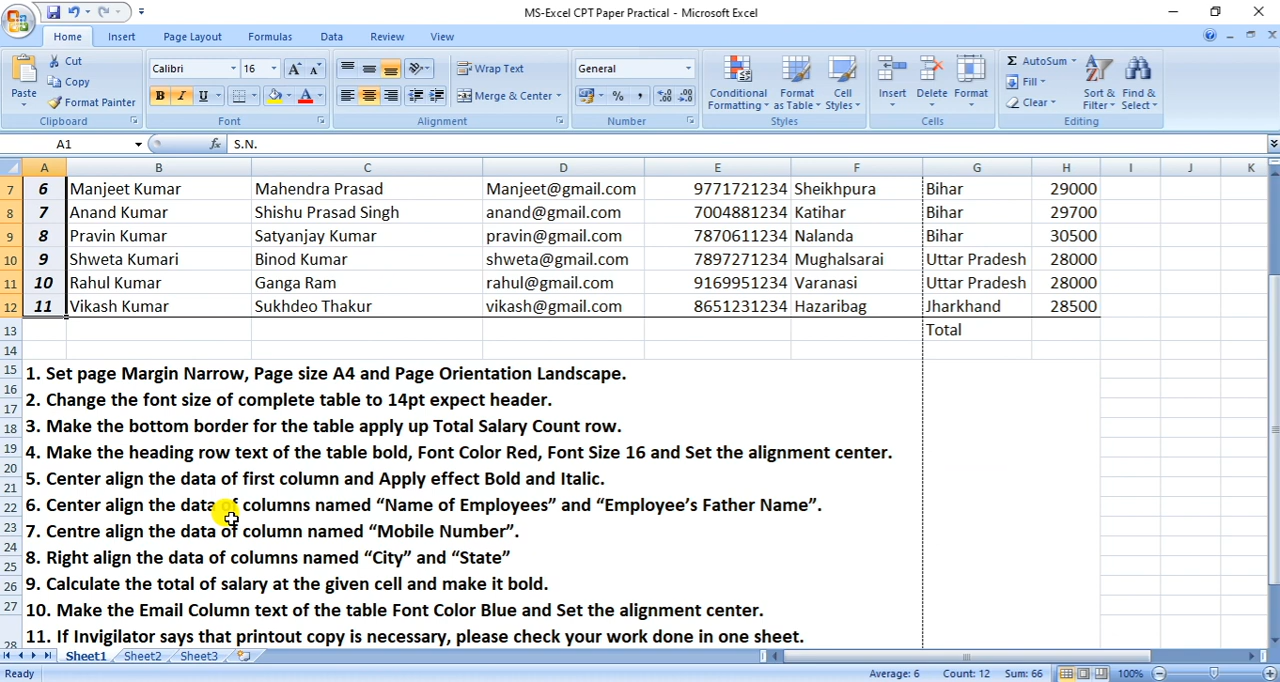 MS-Excel CPT Paper Practical - Microsoft Excel
Home Insert Page Layout Formulas Data Review View
Paste
Cut
Copy
Format Painter
Clipboard
Calibri 16 A A
B I U A
Font
Wrap Text
Merge & Center
Alignment
General
% ,
Number
Conditional Formatting
Format as Table
Cell Styles
Styles
Insert Delete Format
Cells
Σ AutoSum
Fill
Clear
Sort & Filter
Find & Select
Editing
A1 fx S.N.
A B C D E F G H I J K
7 6 Manjeet Kumar Mahendra Prasad Manjeet@gmail.com 9771721234 Sheikhpura Bihar 29000
8 7 Anand Kumar Shishu Prasad Singh anand@gmail.com 7004881234 Katihar Bihar 29700
9 8 Pravin Kumar Satyanjay Kumar pravin@gmail.com 7870611234 Nalanda Bihar 30500
10 9 Shweta Kumari Binod Kumar shweta@gmail.com 7897271234 Mughalsarai Uttar Pradesh 28000
11 10 Rahul Kumar Ganga Ram rahul@gmail.com 9169951234 Varanasi Uttar Pradesh 28000
12 11 Vikash Kumar Sukhdeo Thakur vikash@gmail.com 8651231234 Hazaribag Jharkhand 28500
13 Total
14
15 1. Set page Margin Narrow, Page size A4 and Page Orientation Landscape.
16 2. Change the font size of complete table to 14pt expect header.
17
18 3. Make the bottom border for the table apply up Total Salary Count row.
19 4. Make the heading row text of the table bold, Font Color Red, Font Size 16 and Set the alignment center.
20
21 5. Center align the data of first column and Apply effect Bold and Italic.
22 6. Center align the data of columns named “Name of Employees” and “Employee’s Father Name”.
23 7. Centre align the data of column named “Mobile Number”.
24
25 8. Right align the data of columns named “City” and “State”
26 9. Calculate the total of salary at the given cell and make it bold.
27 10. Make the Email Column text of the table Font Color Blue and Set the alignment center.
28 11. If Invigilator says that printout copy is necessary, please check your work done in one sheet.
Sheet1 Sheet2 Sheet3
Ready Average: 6 Count: 12 Sum: 66 100%